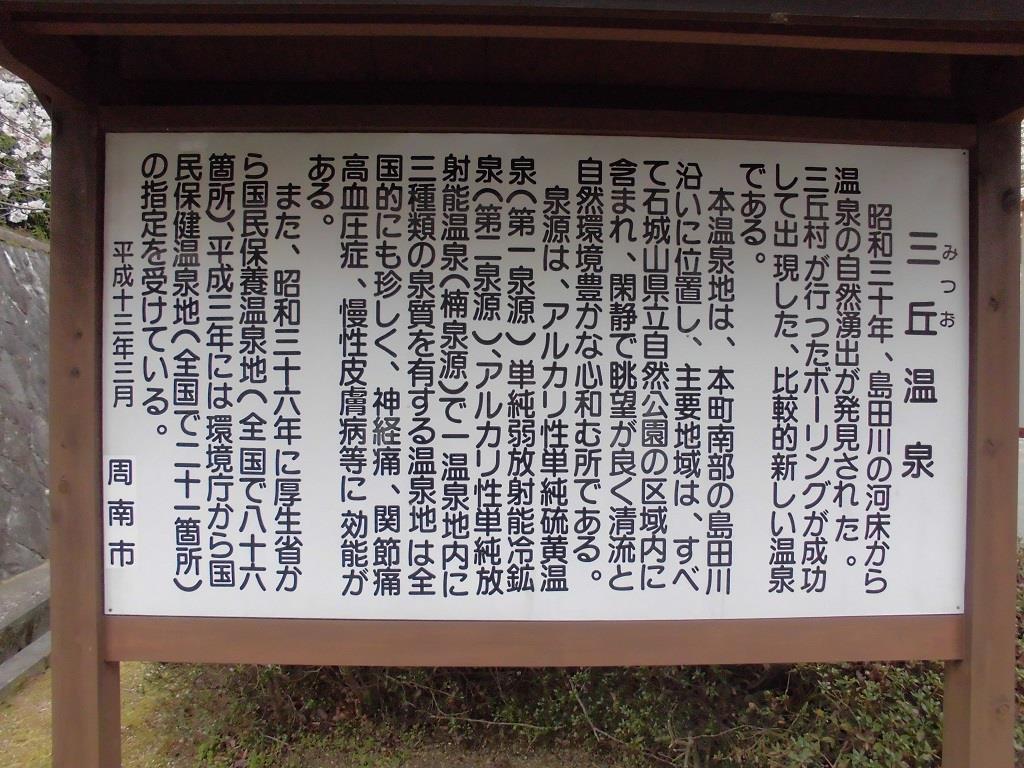 三丘温泉
みつお
昭和三十年、島田川の河床から
温泉の自然湧出が発見された。
三丘村が行つたボーリングが成功
して出現した、比較的新しい温泉
である。
本温泉地は、本町南部の島田川
沿いに位置し、主要地域は、すべ
て石城山県立自然公園の区域内に
含まれ、閑静で眺望が良く清流と
自然環境豊かな心和む所である。
泉源は、アルカリ性単純硫黄温
泉(第一泉源)単純弱放射能冷鉱
泉(第二泉源)、アルカリ性単純放
射能温泉(楠泉源)で一温泉地内に
三種類の泉質を有する温泉地は全
国的にも珍しく、神経痛、関節痛
高血圧症、慢性皮膚病等に効能が
ある。
また、昭和三十六年に厚生省か
ら国民保養温泉地(全国で八十六
箇所)、平成三年には環境庁から国
民保健温泉地(全国で二十一箇所)
の指定を受けている。
平成十三年三月 周南市